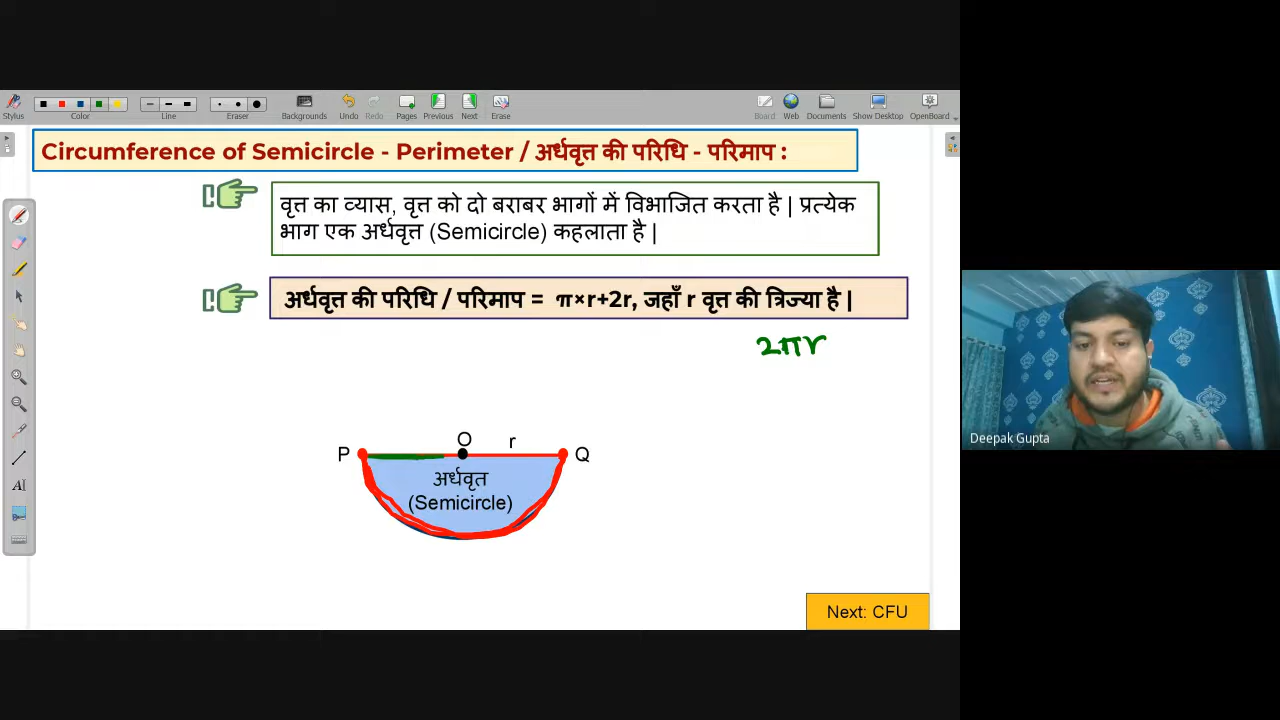 Stylus
Color
Line
Eraser
Backgrounds
Undo
Redo
Pages
Previous
Next
Erase
Board
Web
Documents
Show Desktop
OpenBoard
Circumference of Semicircle - Perimeter / अर्धवृत्त की परिधि - परिमाप :
वृत्त का व्यास, वृत्त को दो बराबर भागों में विभाजित करता है | प्रत्येक
भाग एक अर्धवृत्त (Semicircle) कहलाता है |
अर्धवृत्त की परिधि / परिमाप = π×r+2r, जहाँ r वृत्त की त्रिज्या है |
2πr
P
O
r
Q
अर्धवृत
(Semicircle)
Next: CFU
Deepak Gupta